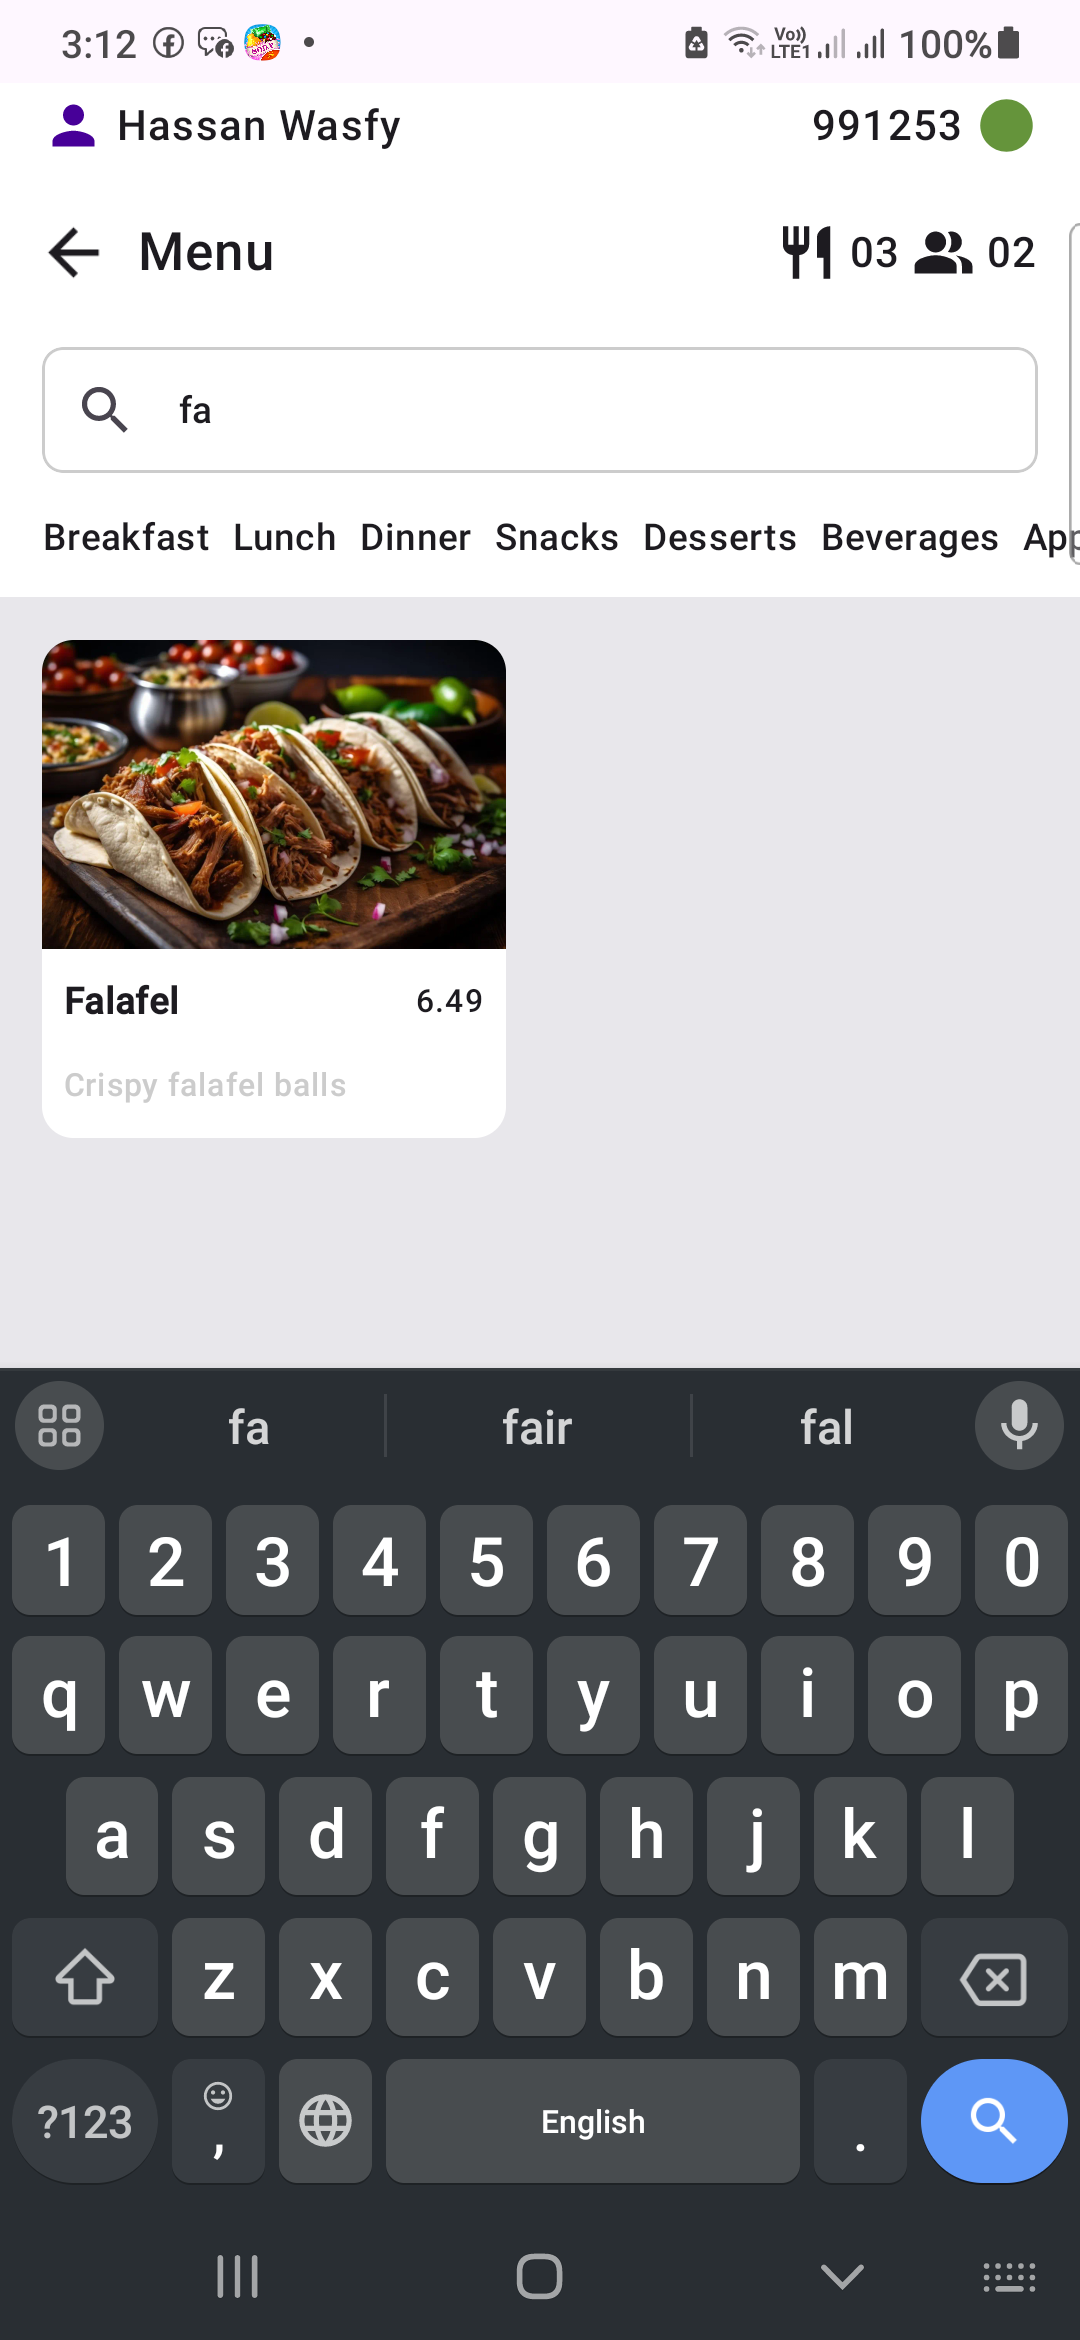 3:12 Vo)) LTE1 100%
Hassan Wasfy 991253
Menu 03 02
fa
Breakfast Lunch Dinner Snacks Desserts Beverages App
Falafel 6.49
Crispy falafel balls
fa fair fal
1 2 3 4 5 6 7 8 9 0
q w e r t y u i o p
a s d f g h j k l
z x c v b n m
?123 , English .